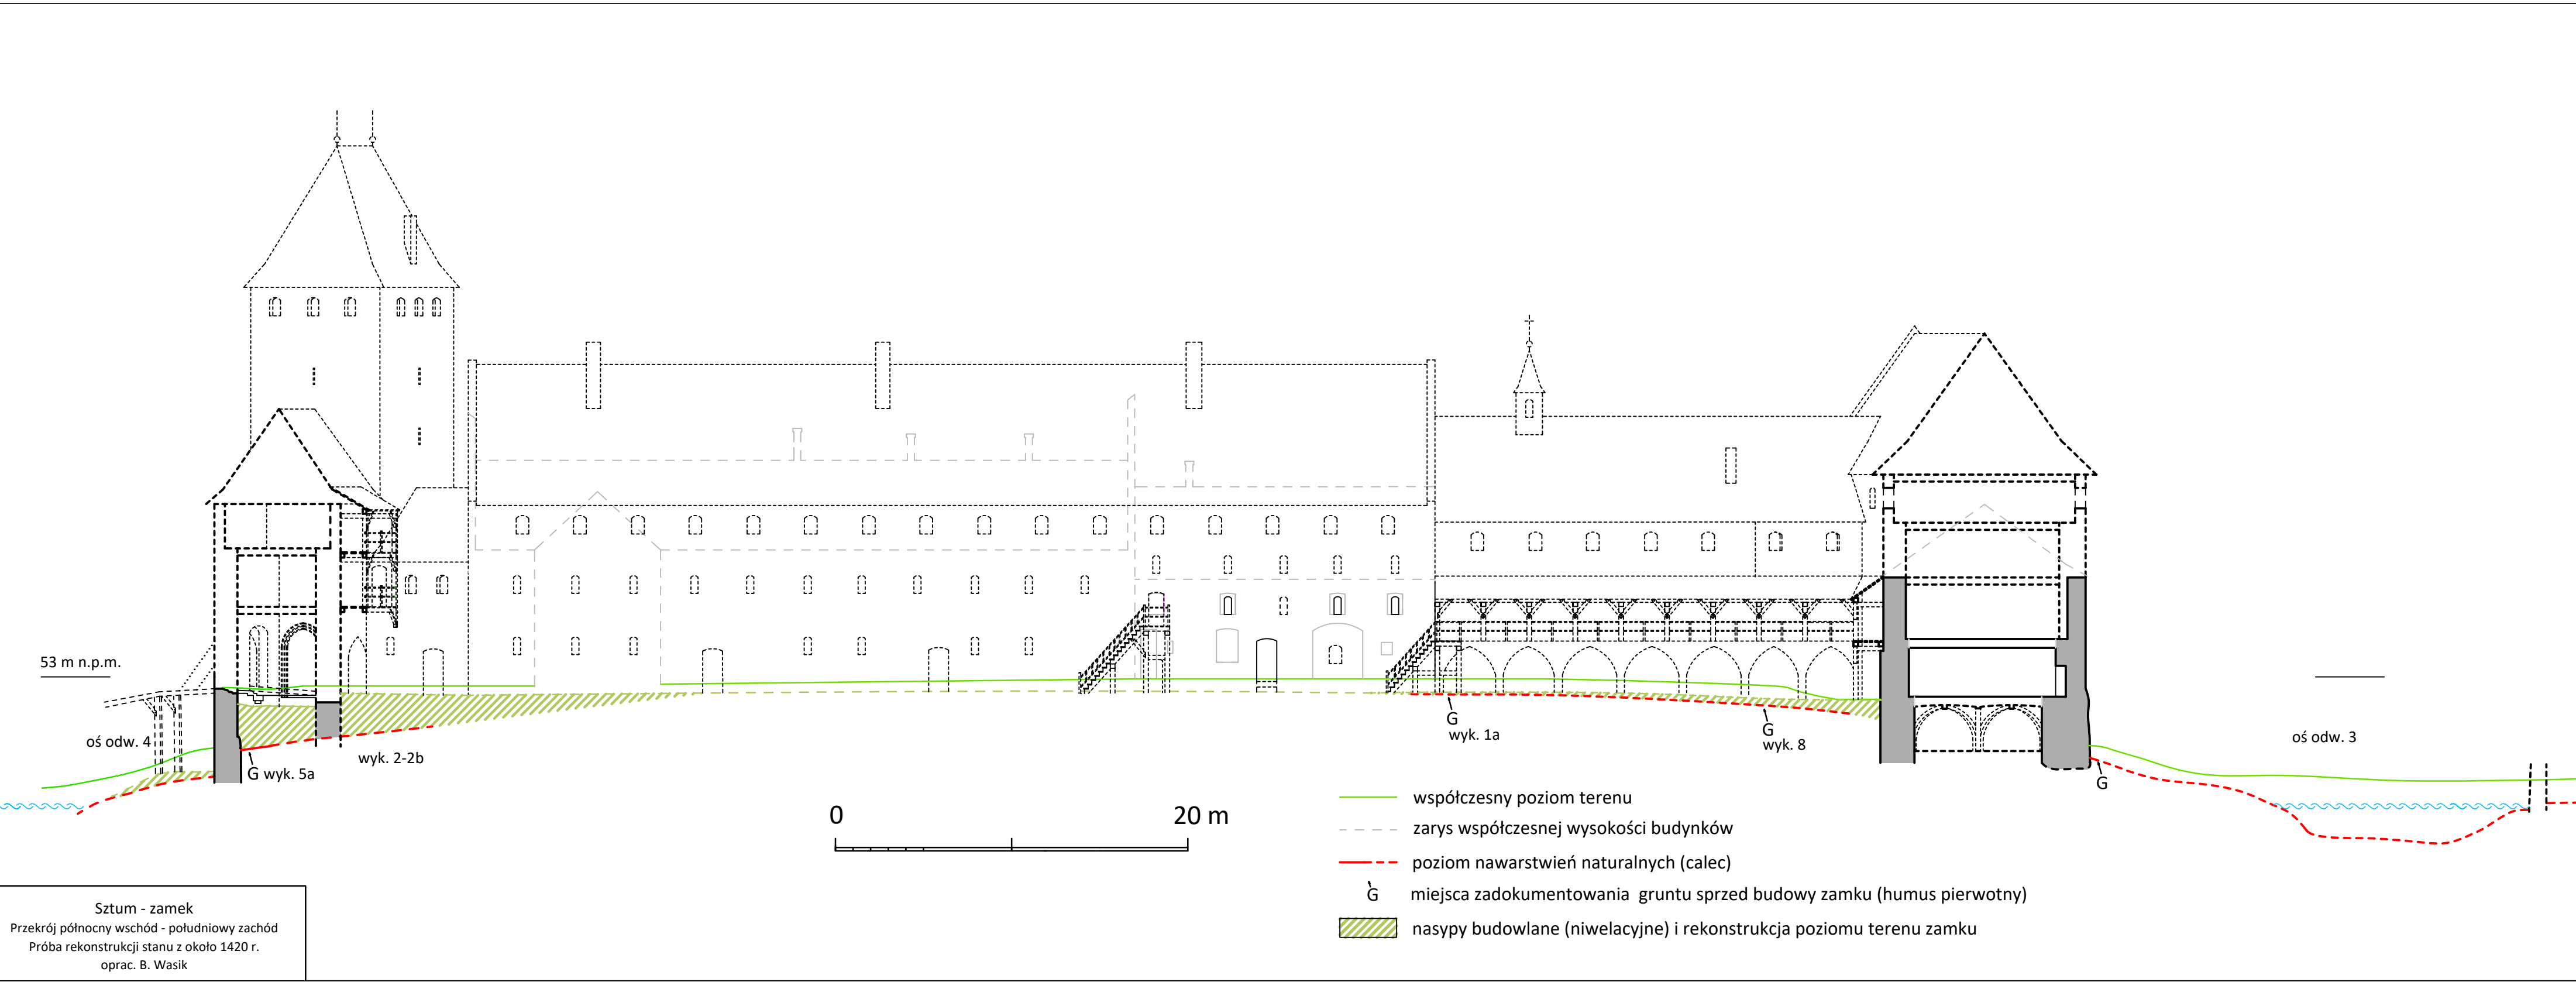 53 m n.p.m.
oś odw. 4
G wyk. 5a
wyk. 2-2b
G
wyk. 1a
G
wyk. 8
oś odw. 3
G
0 20 m
współczesny poziom terenu
zarys współczesnej wysokości budynków
poziom nawarstwień naturalnych (calec)
G miejsca zadokumentowania gruntu sprzed budowy zamku (humus pierwotny)
nasypy budowlane (niwelacyjne) i rekonstrukcja poziomu terenu zamku
Sztum - zamek
Przekrój północny wschód - południowy zachód
Próba rekonstrukcji stanu z około 1420 r.
oprac. B. Wasik